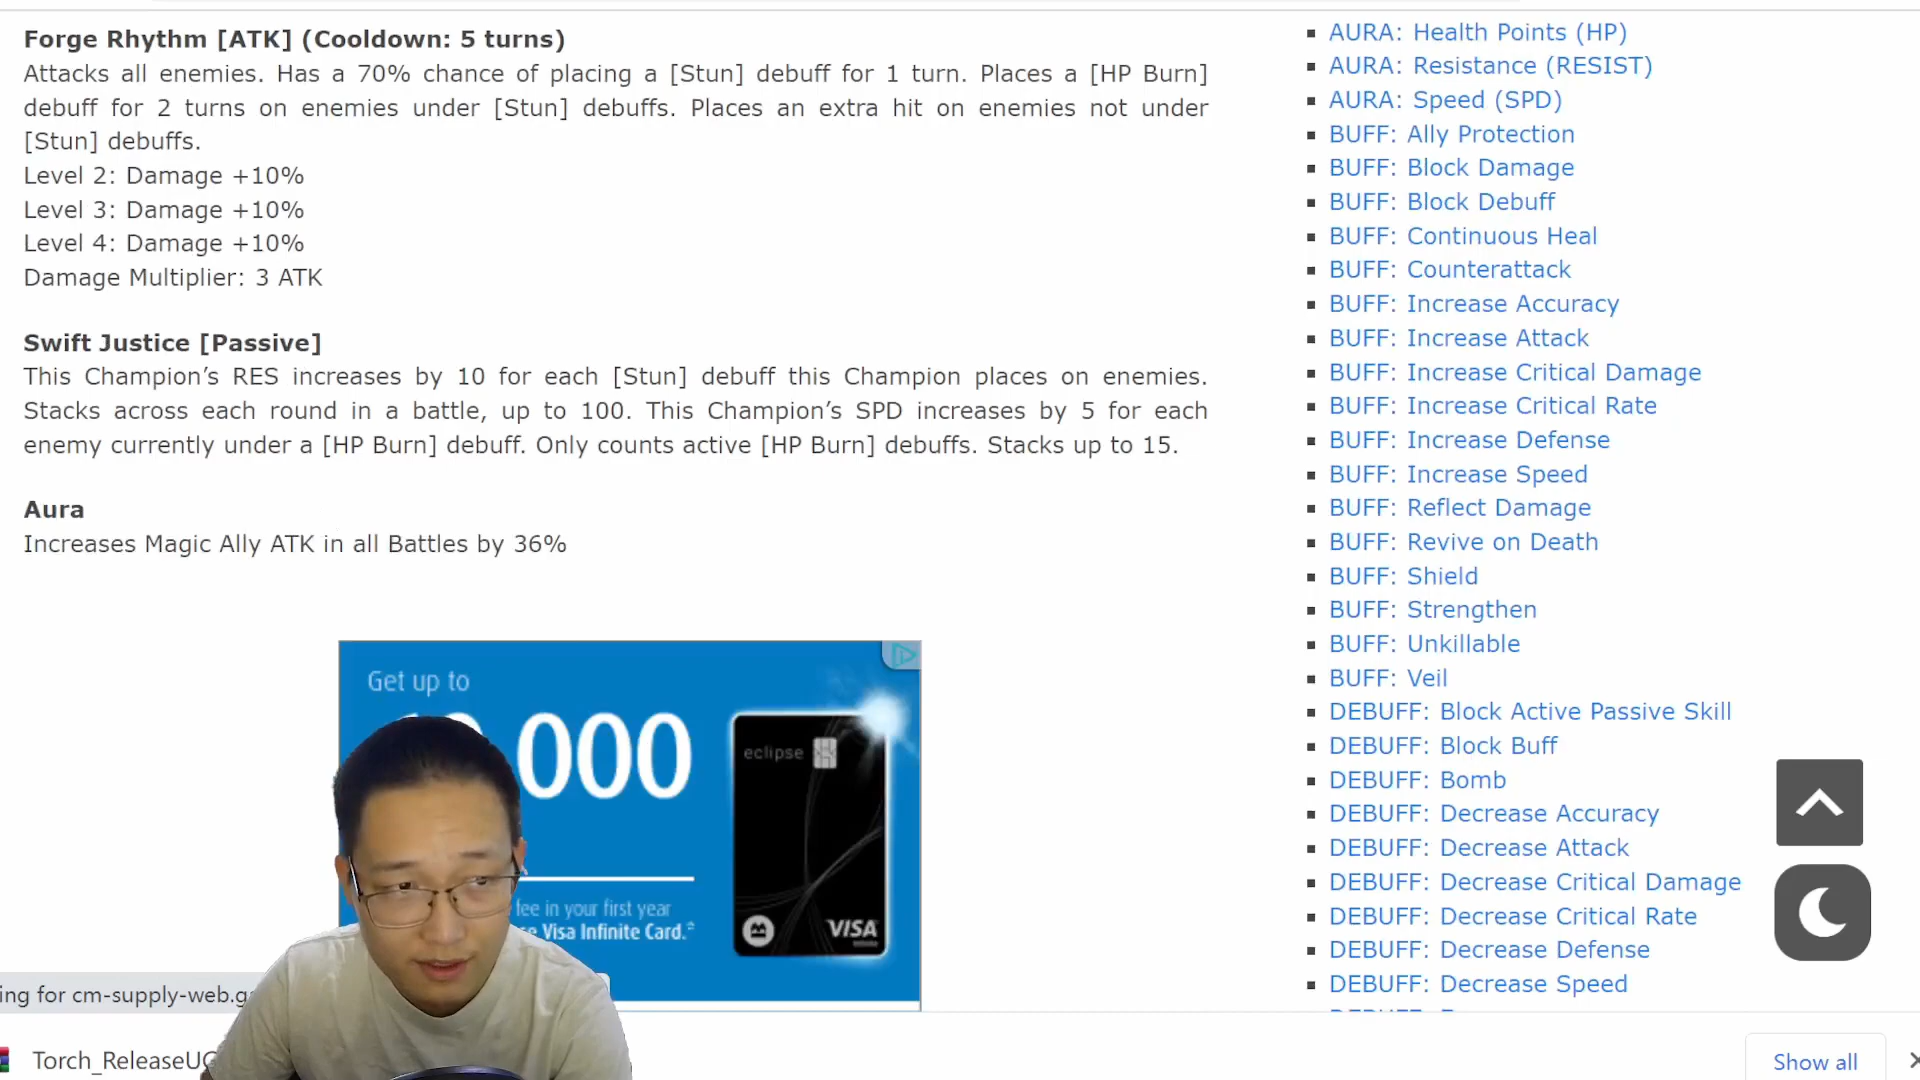 Forge Rhythm [ATK] (Cooldown: 5 turns)
Attacks all enemies. Has a 70% chance of placing a [Stun] debuff for 1 turn. Places a [HP Burn]
debuff for 2 turns on enemies under [Stun] debuffs. Places an extra hit on enemies not under
[Stun] debuffs.
Level 2: Damage +10%
Level 3: Damage +10%
Level 4: Damage +10%
Damage Multiplier: 3 ATK
Swift Justice [Passive]
This Champion’s RES increases by 10 for each [Stun] debuff this Champion places on enemies.
Stacks across each round in a battle, up to 100. This Champion’s SPD increases by 5 for each
enemy currently under a [HP Burn] debuff. Only counts active [HP Burn] debuffs. Stacks up to 15.
Aura
Increases Magic Ally ATK in all Battles by 36%
Get up to
000
eclipse
fee in your first year
Visa Infinite Card.
VISA
Infinite
ing for cm-supply-web.ga
Torch_ReleaseUG
AURA: Health Points (HP)
AURA: Resistance (RESIST)
AURA: Speed (SPD)
BUFF: Ally Protection
BUFF: Block Damage
BUFF: Block Debuff
BUFF: Continuous Heal
BUFF: Counterattack
BUFF: Increase Accuracy
BUFF: Increase Attack
BUFF: Increase Critical Damage
BUFF: Increase Critical Rate
BUFF: Increase Defense
BUFF: Increase Speed
BUFF: Reflect Damage
BUFF: Revive on Death
BUFF: Shield
BUFF: Strengthen
BUFF: Unkillable
BUFF: Veil
DEBUFF: Block Active Passive Skill
DEBUFF: Block Buff
DEBUFF: Bomb
DEBUFF: Decrease Accuracy
DEBUFF: Decrease Attack
DEBUFF: Decrease Critical Damage
DEBUFF: Decrease Critical Rate
DEBUFF: Decrease Defense
DEBUFF: Decrease Speed
Show all